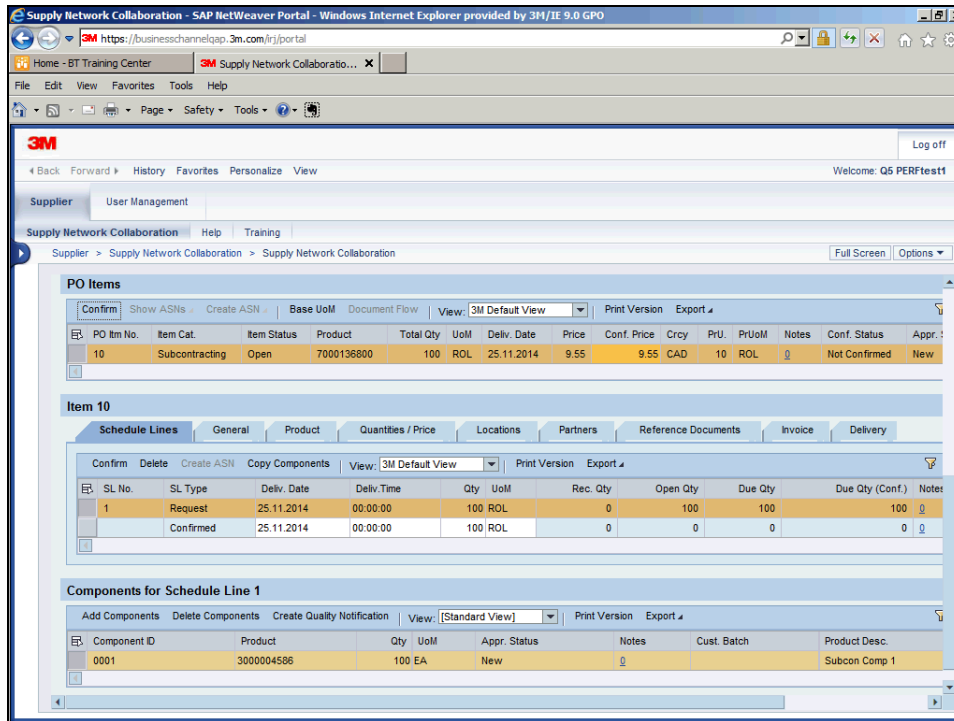 Supply Network Collaboration - SAP NetWeaver Portal - Windows Internet Explorer provided by 3M/IE 9.0 GPO
3M https://businesschannelqap.3m.com/irj/portal
Home - BT Training Center 3M Supply Network Collaboratio... X
File Edit View Favorites Tools Help
Page Safety Tools
3M Log off
Back Forward History Favorites Personalize View Welcome: Q5 PERFtest1
Supplier User Management
Supply Network Collaboration Help Training
Supplier > Supply Network Collaboration > Supply Network Collaboration Full Screen Options
PO Items
Confirm Show ASNs Create ASN Base UoM Document Flow View: 3M Default View Print Version Export
PO Itm No. Item Cat. Item Status Product Total Qty UoM Deliv. Date Price Conf. Price Crcy PrU. PrUoM Notes Conf. Status Appr.
10 Subcontracting Open 7000136800 100 ROL 25.11.2014 9.55 9.55 CAD 10 ROL 0 Not Confirmed New
Item 10
Schedule Lines General Product Quantities / Price Locations Partners Reference Documents Invoice Delivery
Confirm Delete Create ASN Copy Components View: 3M Default View Print Version Export
SL No. SL Type Deliv. Date Deliv.Time Qty UoM Rec. Qty Open Qty Due Qty Due Qty (Conf.) Notes
1 Request 25.11.2014 00:00:00 100 ROL 0 100 100 100 0
Confirmed 25.11.2014 00:00:00 100 ROL 0 0 0 0 0
Components for Schedule Line 1
Add Components Delete Components Create Quality Notification View: [Standard View] Print Version Export
Component ID Product Qty UoM Appr. Status Notes Cust. Batch Product Desc.
0001 3000004586 100 EA New 0 Subcon Comp 1